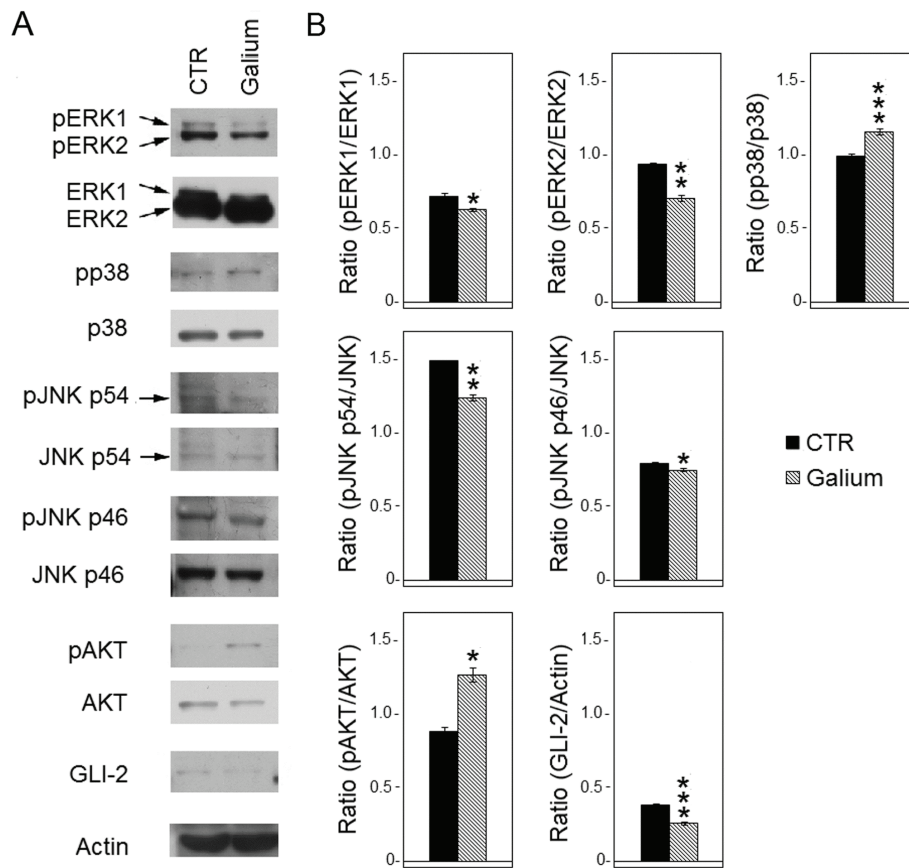 A
CTR
Galium
pERK1
pERK2
ERK1
ERK2
pp38
p38
pJNK p54
JNK p54
pJNK p46
JNK p46
pAKT
AKT
GLI-2
Actin
B
Ratio (pERK1/ERK1)
1.5-
1.0-
0.5-
0-
*
Ratio (pERK2/ERK2)
1.5-
1.0-
0.5-
0-
**
Ratio (pp38/p38)
1.5-
1.0-
0.5-
0-
***
Ratio (pJNK p54/JNK)
1.5-
1.0-
0.5-
0-
**
Ratio (pJNK p46/JNK)
1.5-
1.0-
0.5-
0-
*
CTR
Galium
Ratio (pAKT/AKT)
1.5-
1.0-
0.5-
0-
*
Ratio (GLI-2/Actin)
1.5-
1.0-
0.5-
0-
***